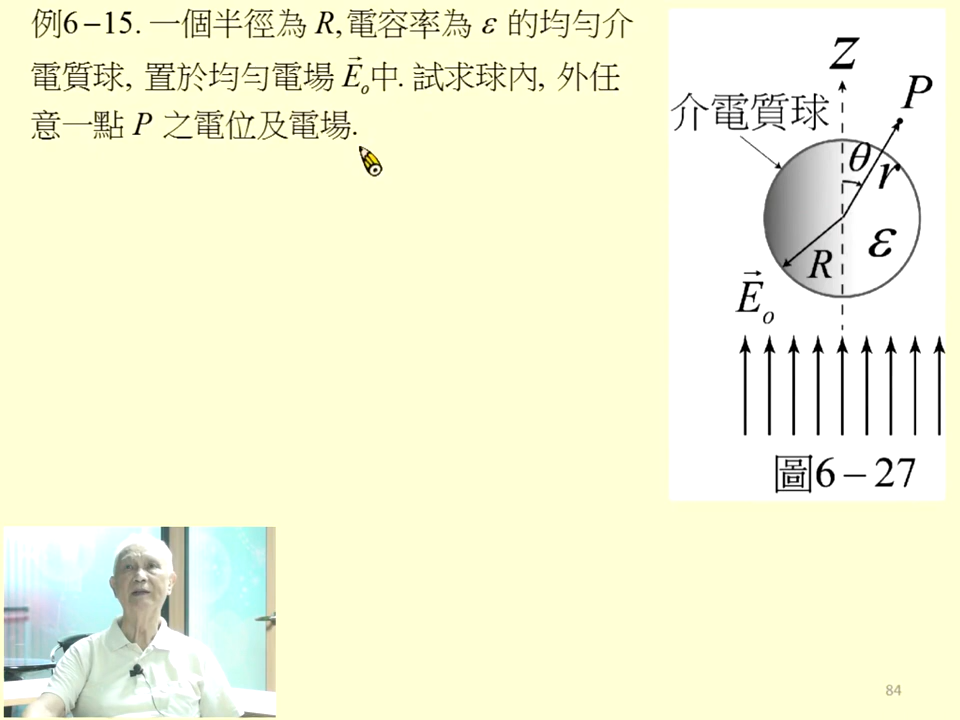 例6－15. 一個半徑為 R, 電容率為 ε 的均勻介
電質球, 置於均勻電場 E⃗ₒ中. 試求球內, 外任
意一點 P 之電位及電場.
Z
P
介電質球
θ
r
ε
R
E⃗ₒ
圖6－27
84